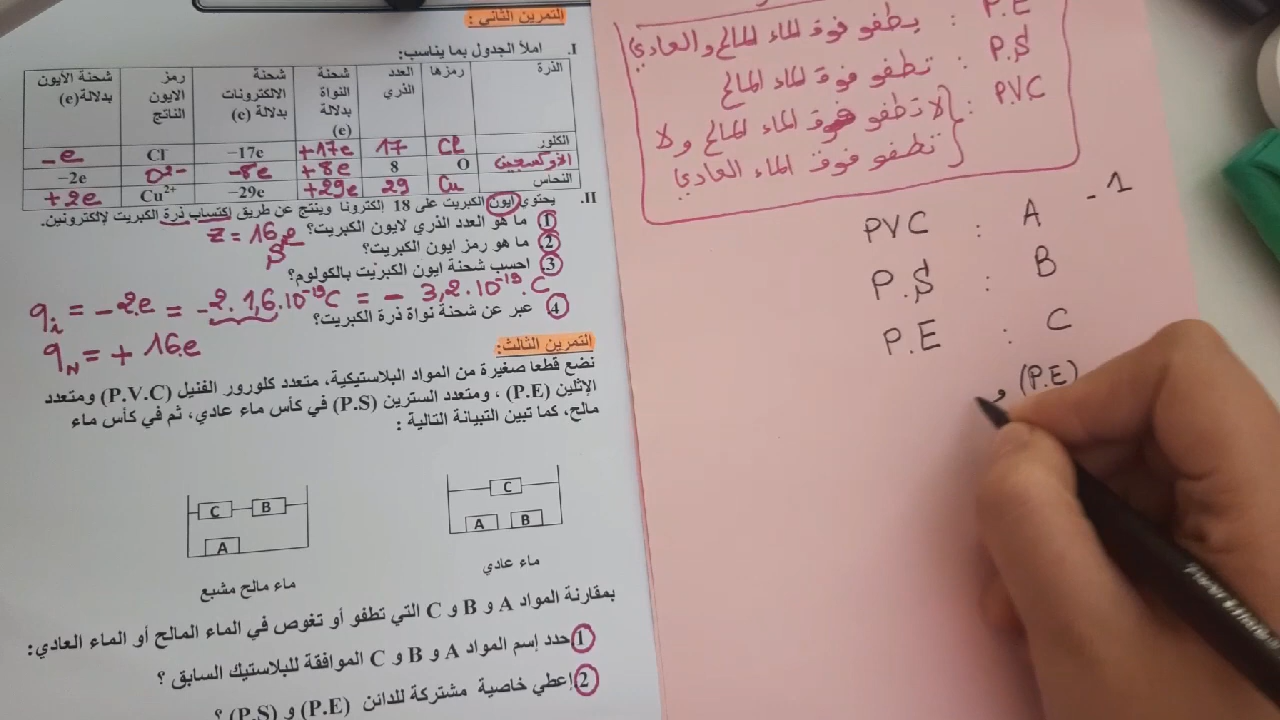 التمرين الثاني :
I. املأ الجدول بما يناسب:
الذرة رمزها العدد الذري شحنة النواة بدلالة (e) شحنة الالكترونات بدلالة (e) رمز الايون الناتج شحنة الأيون بدلالة(e)
الكلور Cl 17 +17e −17e Cl⁻ -e
الأوكسجين O 8 +8e -8e O²⁻ −2e
النحاس Cu 29 +29e −29e Cu²⁺ +2e
II. يحتوي ايون الكبريت على 18 إلكترونا وينتج عن طريق إكتساب ذرة الكبريت لإلكترونين.
1 ما هو العدد الذري لايون الكبريت؟ Z = 16
2 ما هو رمز ايون الكبريت؟
3. احسب شحنة ايون الكبريت بالكولوم؟
qi = -2e = -2.1,6.10⁻¹⁹C = - 3,2.10⁻¹⁹.C
4 عبر عن شحنة نواة ذرة الكبريت؟
qN = + 16.e
التمرين الثالث:
نضع قطعا صغيرة من المواد البلاستيكية، متعدد كلورور الفنيل (P.V.C) ومتعدد
الإثلين (P.E) ، ومتعدد السترين (P.S) في كأس ماء عادي، ثم في كأس ماء
مالح، كما تبين التبيانة التالية :
C
A B
ماء عادي
C B
A
ماء مالح مشبع
بمقارنة المواد A و B و C التي تطفو أو تغوص في الماء المالح أو الماء العادي:
1 حدد إسم المواد A و B و C الموافقة للبلاستيك السابق ؟
2 إعطي خاصية مشتركة للدائن (P.E) و (P.S) ؟
P.E : يطفو فوق الماء المالح والعادي
P.S : تطفو فوق الماء المالح
PVC : لا تطفو فوق الماء المالح ولا
تطفو فوق الماء العادي
1 -
A : PVC
B : P.S
C : P.E
(P.E) و